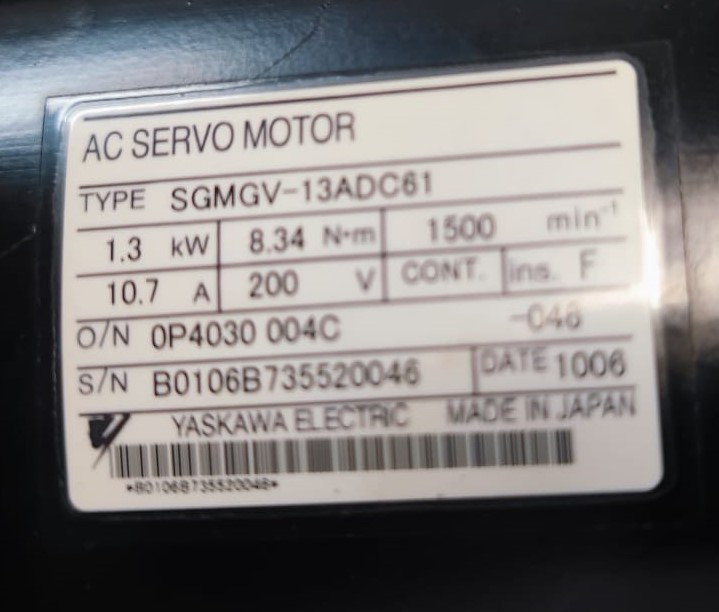 AC SERVO MOTOR
TYPE SGMGV-13ADC61
1.3 kW 8.34 N·m 1500 min⁻¹
10.7 A 200 V CONT. ins. F
O/N 0P4030 004C -046
S/N B0106B735520046 DATE 1006
YASKAWA ELECTRIC MADE IN JAPAN
*B0106B735520046*